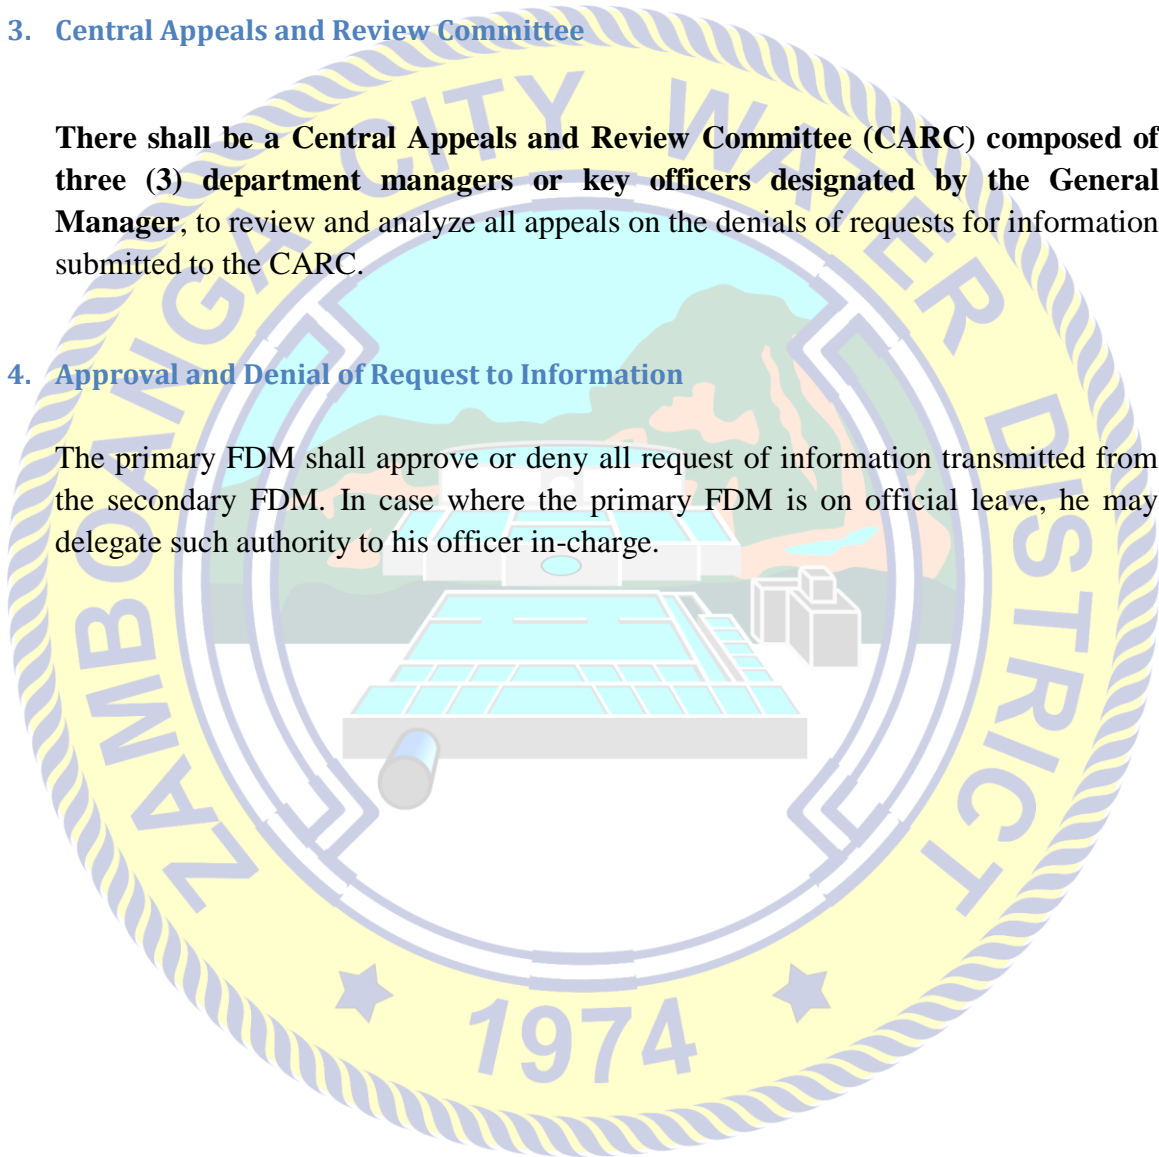 3. Central Appeals and Review Committee
There shall be a Central Appeals and Review Committee (CARC) composed of
three (3) department managers or key officers designated by the General
Manager, to review and analyze all appeals on the denials of requests for information
submitted to the CARC.
4. Approval and Denial of Request to Information
The primary FDM shall approve or deny all request of information transmitted from
the secondary FDM. In case where the primary FDM is on official leave, he may
delegate such authority to his officer in-charge.
ZAMBOANGA CITY WATER DISTRICT
1974